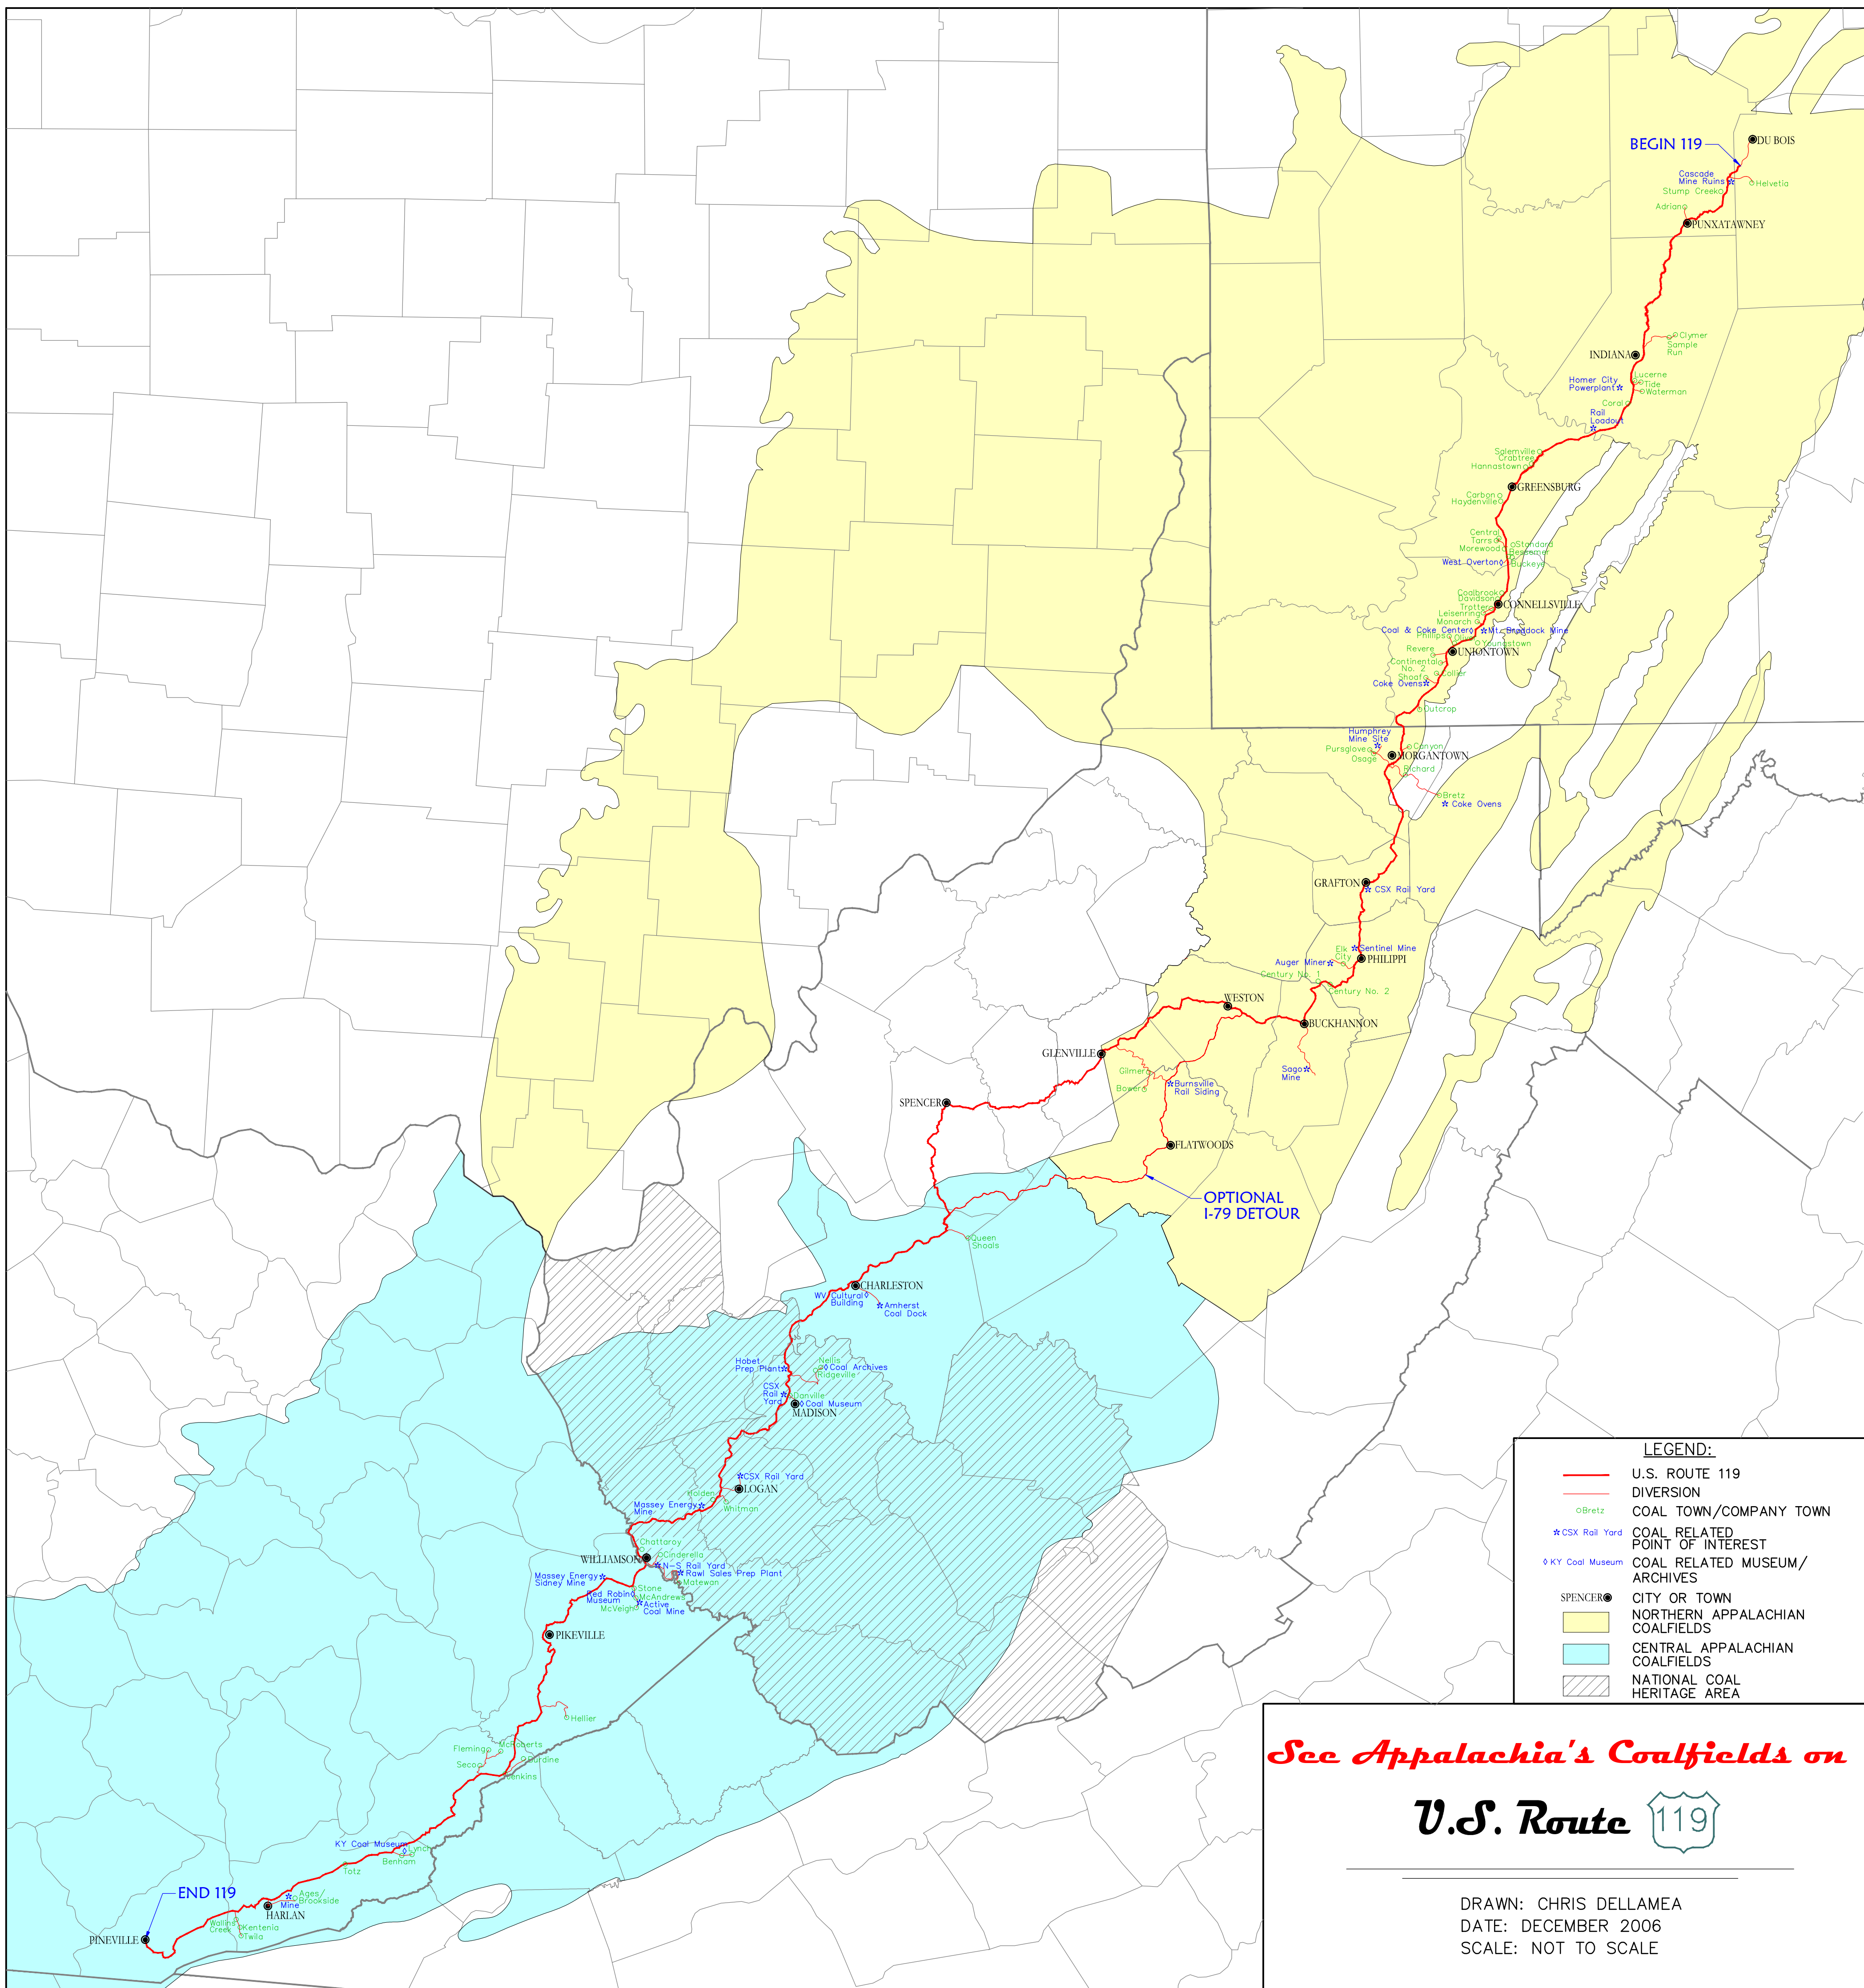 BEGIN 119
DU BOIS
Cascade
Mine Ruins
Stump Creek
Helvetia
Adrian
PUNXATAWNEY
Clymer
Sample
Run
INDIANA
Lucerne
Homer City
Powerplant
Tide
Waterman
Coral
Rail
Loadout
Salemville
Crabtree
Hannastown
GREENSBURG
Carbon
Haydenville
Central
Tarrs
Standard
Morewood
Bessemer
West Overton
Buckeye
Coalbrook
Davidson
Trotter
CONNELLSVILLE
Leisenring
Monarch
Coal & Coke Center
Mt. Braddock Mine
Phillips
Youngstown
Revere
UNIONTOWN
Continental
No. 2
Collier
Shoaf
Coke Ovens
Outcrop
Humphrey
Mine Site
Pursglove
Canyon
Osage
MORGANTOWN
Richard
Bretz
Coke Ovens
GRAFTON
CSX Rail Yard
Elk
City
Sentinel Mine
Auger Miner
PHILIPPI
Century No. 1
Century No. 2
WESTON
BUCKHANNON
GLENVILLE
Gilmer
Bower
Burnsville
Rail Siding
Sago
Mine
SPENCER
FLATWOODS
OPTIONAL
I-79 DETOUR
Queen
Shoals
CHARLESTON
WV Cultural
Building
Amherst
Coal Dock
Hobet
Prep Plant
Nellis
Coal Archives
Ridgeville
CSX
Rail
Yard
Danville
Coal Museum
MADISON
CSX Rail Yard
LOGAN
Holden
Whitman
Massey Energy
Mine
Chattaroy
Cinderella
WILLIAMSON
N-S Rail Yard
Rawl Sales Prep Plant
Matewan
Massey Energy
Sidney Mine
Stone
Red Robin
Museum
McAndrews
McVeigh
Active
Coal Mine
PIKEVILLE
Hellier
Fleming
McRoberts
Seco
Burdine
Jenkins
KY Coal Museum
Lynch
Benham
Totz
END 119
Ages/
Brookside
Mine
HARLAN
Wallins
Creek
Kentenia
Twila
PINEVILLE
LEGEND:
U.S. ROUTE 119
DIVERSION
Bretz COAL TOWN/COMPANY TOWN
CSX Rail Yard COAL RELATED
POINT OF INTEREST
KY Coal Museum COAL RELATED MUSEUM/
ARCHIVES
SPENCER CITY OR TOWN
NORTHERN APPALACHIAN
COALFIELDS
CENTRAL APPALACHIAN
COALFIELDS
NATIONAL COAL
HERITAGE AREA
See Appalachia's Coalfields on
U.S. Route 119
DRAWN: CHRIS DELLAMEA
DATE: DECEMBER 2006
SCALE: NOT TO SCALE